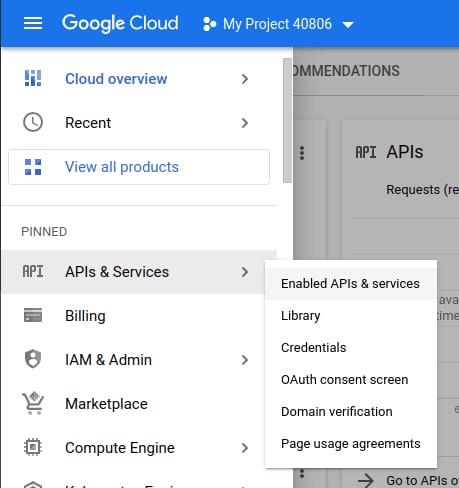 Google Cloud My Project 40806
Cloud overview
OMMENDATIONS
Recent
View all products
API APIs
Requests (re
PINNED
API APIs & Services
Enabled APIs & services
Library
Billing
Credentials
IAM & Admin
OAuth consent screen
Marketplace
Domain verification
Compute Engine
Page usage agreements
Go to APIs o